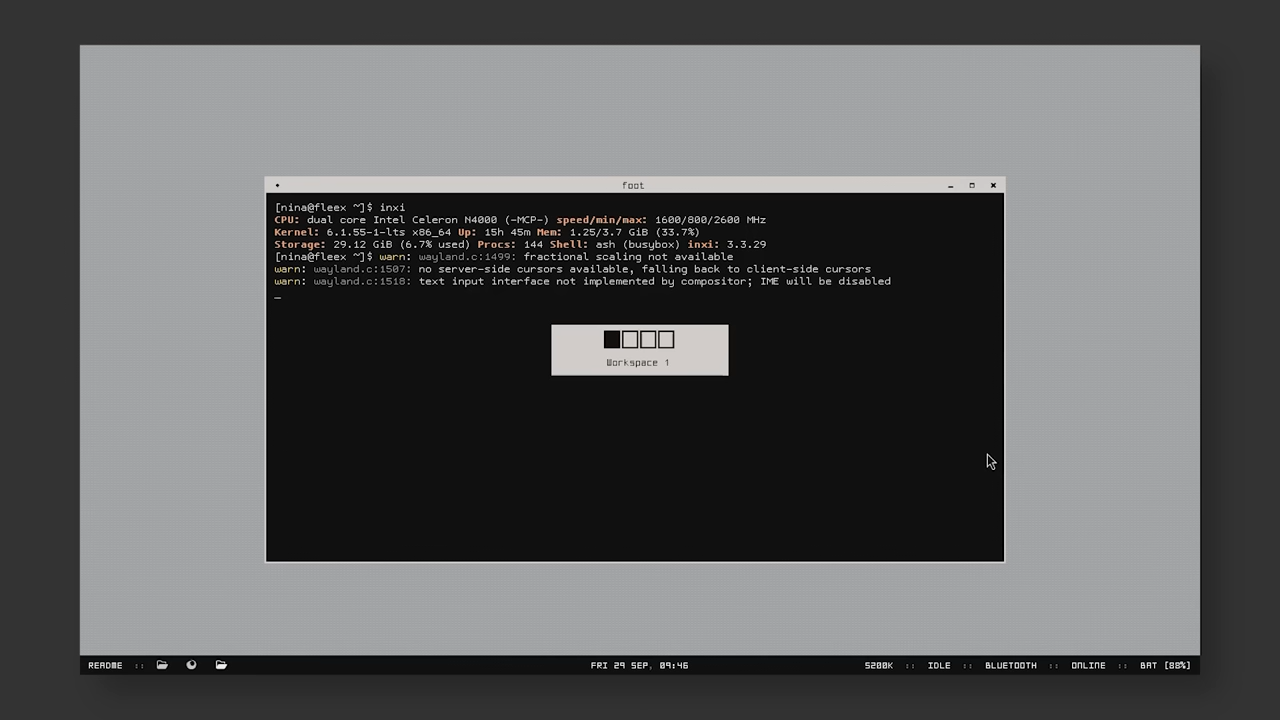 foot
[nina@fleex ~]$ inxi
CPU: dual core Intel Celeron N4000 (-MCP-) speed/min/max: 1600/800/2600 MHz
Kernel: 6.1.55-1-lts x86_64 Up: 15h 45m Mem: 1.25/3.7 GiB (33.7%)
Storage: 29.12 GiB (6.7% used) Procs: 144 Shell: ash (busybox) inxi: 3.3.29
[nina@fleex ~]$ warn: wayland.c:1499: fractional scaling not available
warn: wayland.c:1507: no server-side cursors available, falling back to client-side cursors
warn: wayland.c:1518: text input interface not implemented by compositor; IME will be disabled
_
Workspace 1
README :: FRI 29 SEP, 09:46 5200K :: IDLE :: BLUETOOTH :: ONLINE :: BAT [88%]